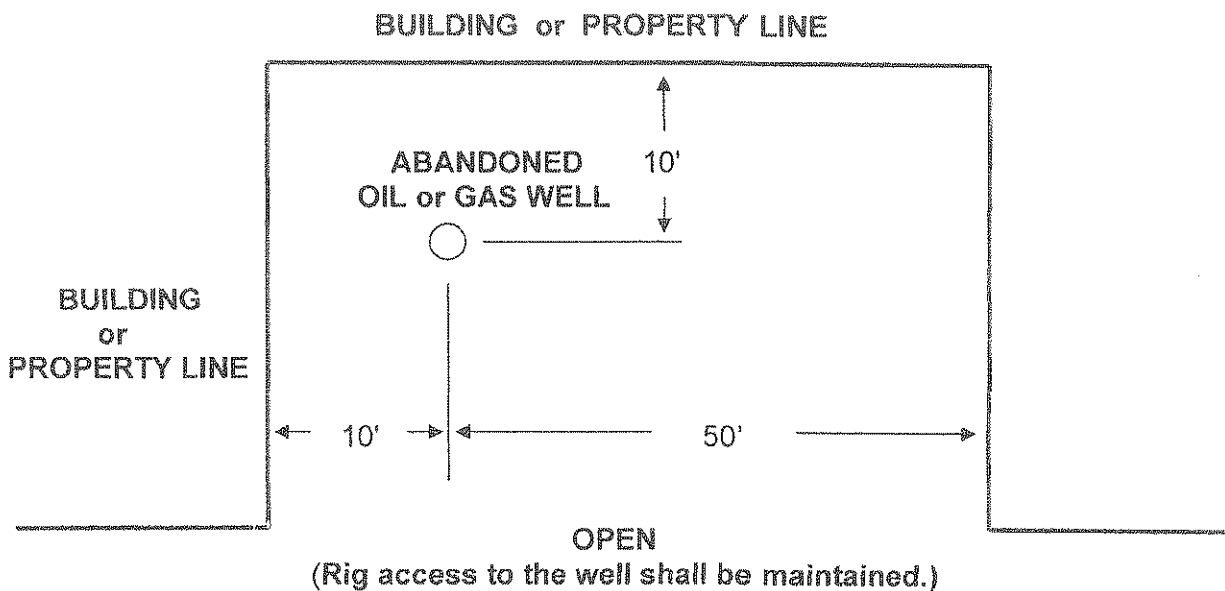 BUILDING or PROPERTY LINE
ABANDONED
OIL or GAS WELL
10'
BUILDING
or
PROPERTY LINE
10'
50'
OPEN
(Rig access to the well shall be maintained.)